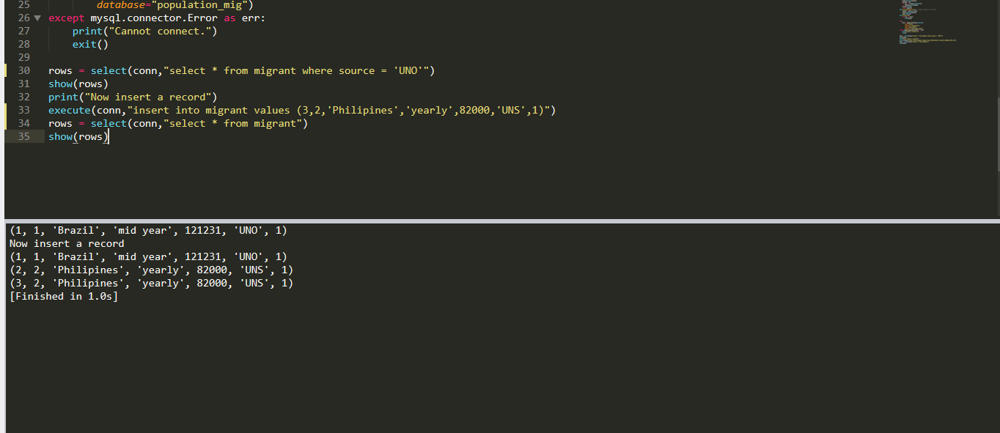 25 database="population_mig")
26 except mysql.connector.Error as err:
27 print("Cannot connect.")
28 exit()
29
30 rows = select(conn,"select * from migrant where source = 'UNO'")
31 show(rows)
32 print("Now insert a record")
33 execute(conn,"insert into migrant values (3,2,'Philipines','yearly',82000,'UNS',1)")
34 rows = select(conn,"select * from migrant")
35 show(rows)
(1, 1, 'Brazil', 'mid year', 121231, 'UNO', 1)
Now insert a record
(1, 1, 'Brazil', 'mid year', 121231, 'UNO', 1)
(2, 2, 'Philipines', 'yearly', 82000, 'UNS', 1)
(3, 2, 'Philipines', 'yearly', 82000, 'UNS', 1)
[Finished in 1.0s]